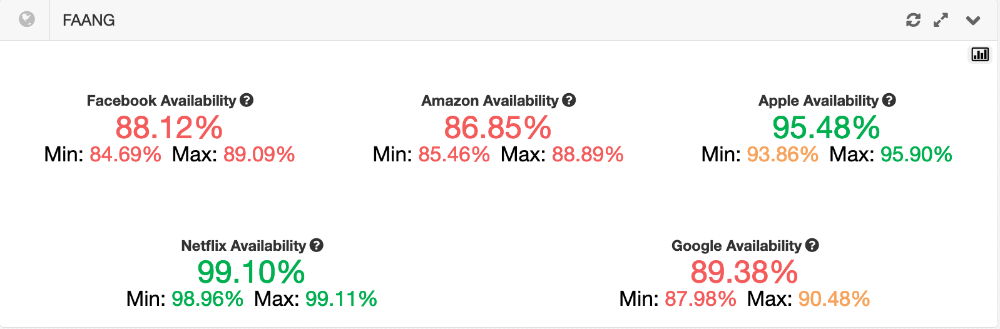 FAANG
Facebook Availability
88.12%
Min: 84.69% Max: 89.09%
Amazon Availability
86.85%
Min: 85.46% Max: 88.89%
Apple Availability
95.48%
Min: 93.86% Max: 95.90%
Netflix Availability
99.10%
Min: 98.96% Max: 99.11%
Google Availability
89.38%
Min: 87.98% Max: 90.48%